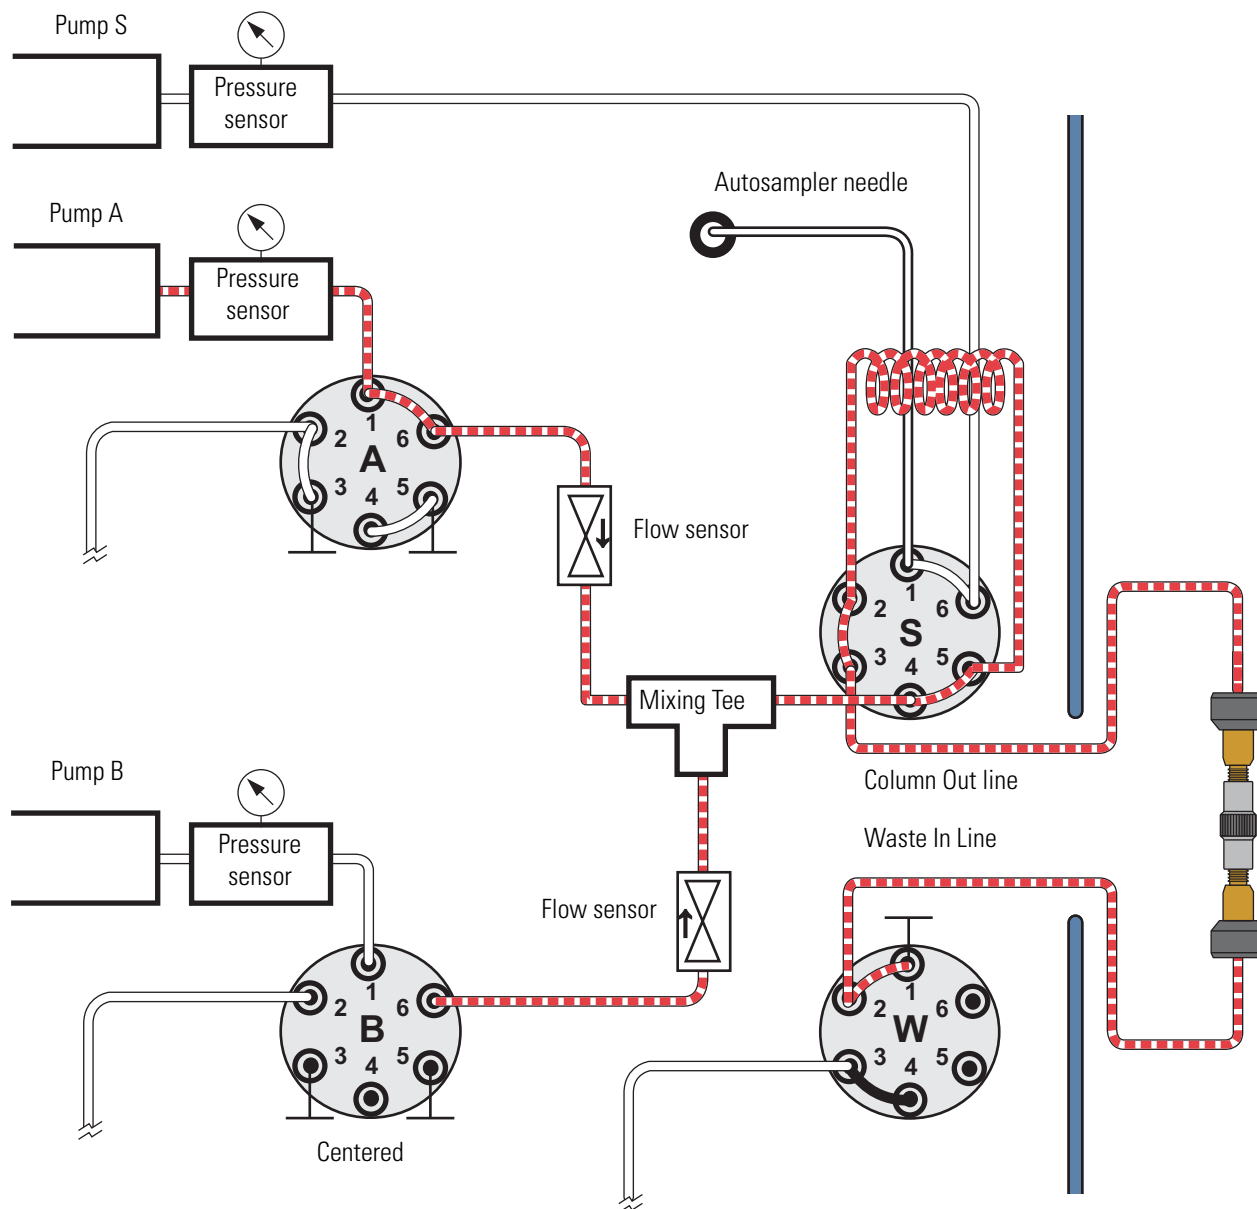 Pump S
Pressure
sensor
Autosampler needle
Pump A
Pressure
sensor
1
2
6
A
3
4
5
Flow sensor
1
2
6
S
3
4
5
Mixing Tee
Column Out line
Pump B
Pressure
sensor
Waste In Line
Flow sensor
1
2
6
B
3
4
5
1
2
6
W
3
4
5
Centered